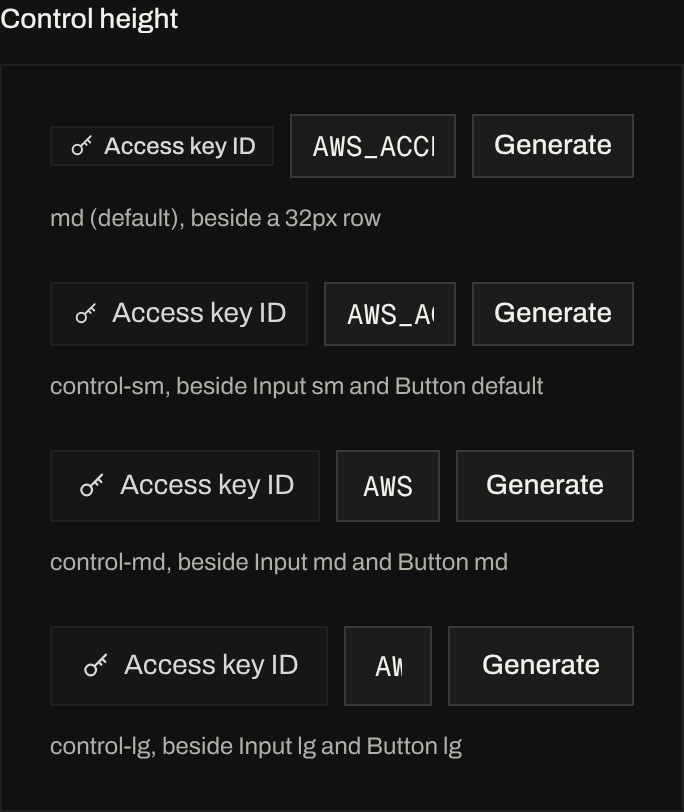 Control height
Access key ID AWS_ACC Generate
md (default), beside a 32px row
Access key ID AWS_A Generate
control-sm, beside Input sm and Button default
Access key ID AWS Generate
control-md, beside Input md and Button md
Access key ID AW Generate
control-lg, beside Input lg and Button lg